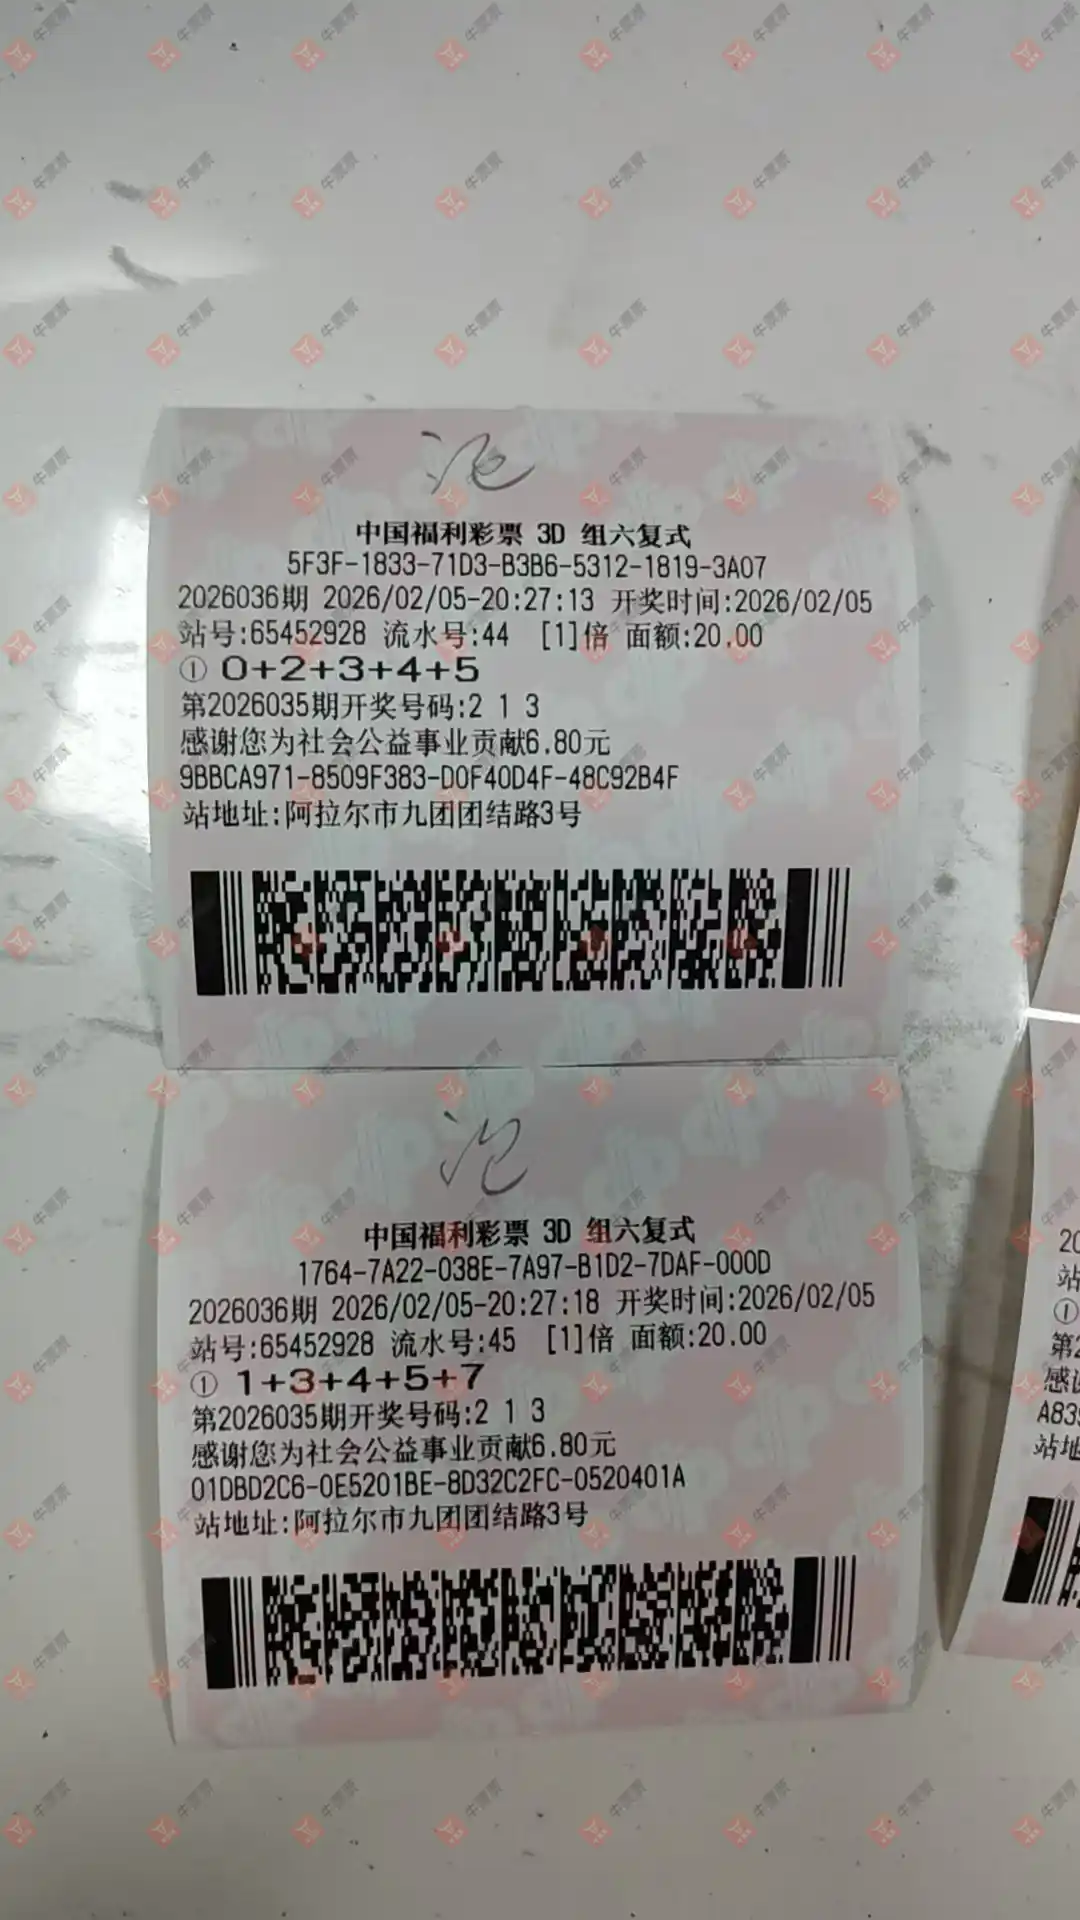 中国福利彩票 3D 组六复式
5F3F-1833-71D3-B3B6-5312-1819-3A07
2026036期 2026/02/05-20:27:13 开奖时间:2026/02/05
站号:65452928 流水号:44 [1]倍 面额:20.00
① 0+2+3+4+5
第2026035期开奖号码:2 1 3
感谢您为社会公益事业贡献6.80元
9BBCA971-8509F383-D0F40D4F-48C92B4F
站地址:阿拉尔市九团团结路3号
中国福利彩票 3D 组六复式
1764-7A22-038E-7A97-B1D2-7DAF-000D
2026036期 2026/02/05-20:27:18 开奖时间:2026/02/05
站号:65452928 流水号:45 [1]倍 面额:20.00
① 1+3+4+5+7
第2026035期开奖号码:2 1 3
感谢您为社会公益事业贡献6.80元
01DBD2C6-0E5201BE-8D32C2FC-0520401A
站地址:阿拉尔市九团团结路3号
20
站
①
第2
感
A83
站地